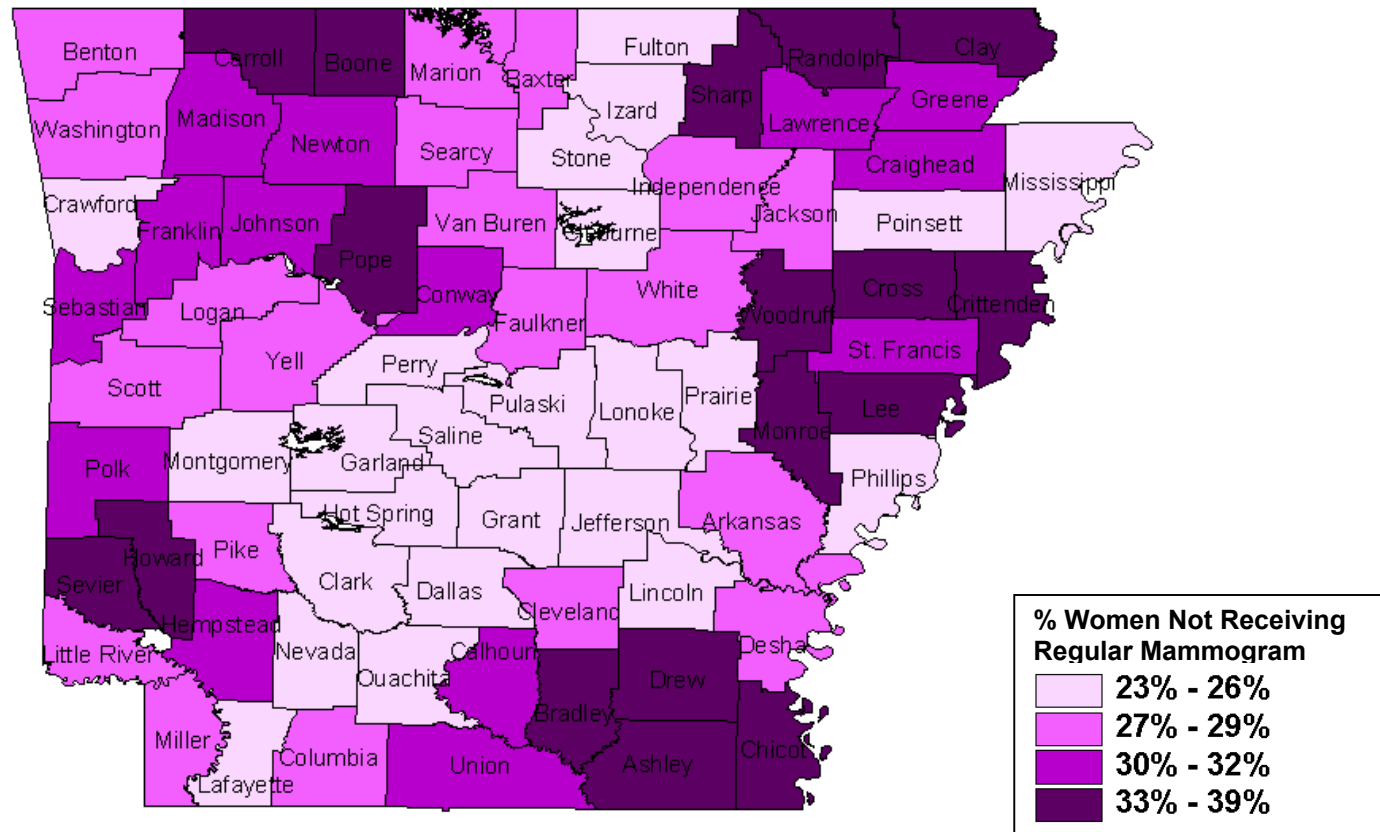 Benton
Carroll
Boone
Marion
Baxter
Fulton
Randolph
Clay
Sharp
Izard
Greene
Lawrence
Washington
Madison
Newton
Searcy
Stone
Craighead
Mississippi
Independence
Jackson
Poinsett
Crawford
Franklin
Johnson
Van Buren
Cleburne
Pope
Sebastian
Logan
Conway
White
Cross
Crittenden
Woodruff
Faulkner
St. Francis
Yell
Perry
Scott
Pulaski
Lonoke
Prairie
Lee
Saline
Monroe
Polk
Montgomery
Garland
Phillips
Hot Spring
Grant
Jefferson
Arkansas
Howard
Pike
Sevier
Clark
Dallas
Lincoln
Cleveland
Hempstead
Desha
Little River
Nevada
Calhoun
Ouachita
Drew
Bradley
Miller
Columbia
Union
Ashley
Chicot
Lafayette
% Women Not Receiving
Regular Mammogram
23% - 26%
27% - 29%
30% - 32%
33% - 39%